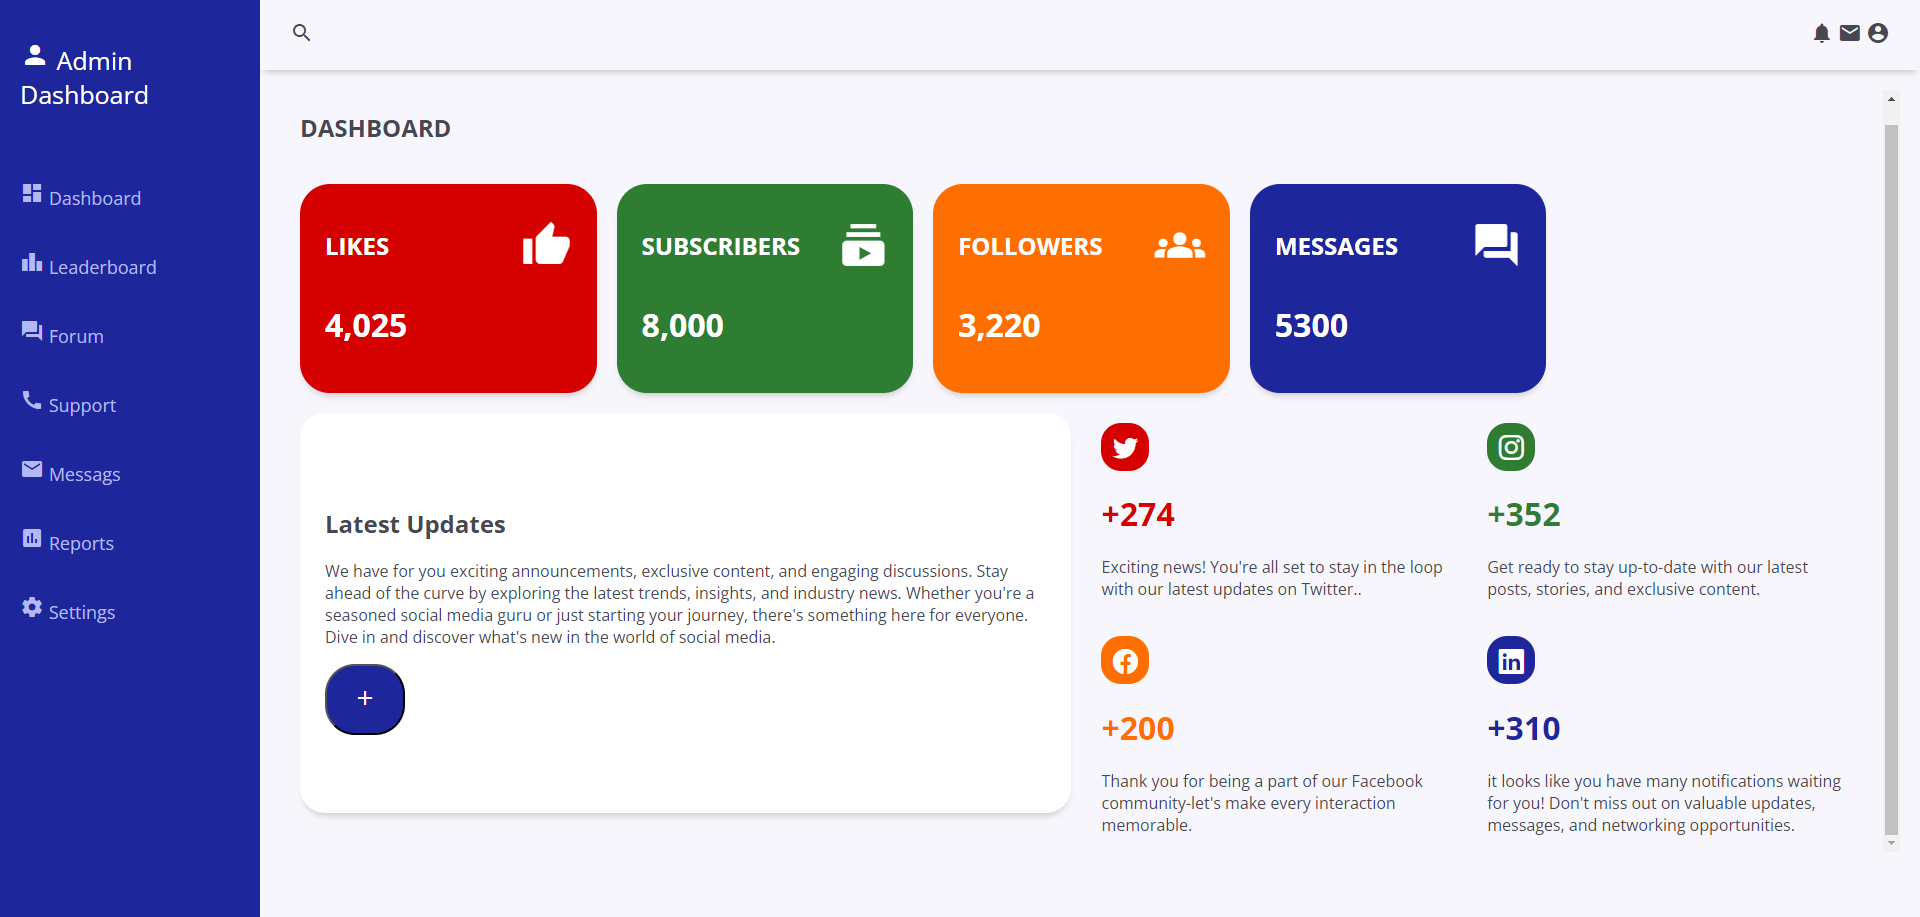 Admin
Dashboard
Dashboard
Leaderboard
Forum
Support
Messags
Reports
Settings
DASHBOARD
LIKES
4,025
SUBSCRIBERS
8,000
FOLLOWERS
3,220
MESSAGES
5300
Latest Updates
We have for you exciting announcements, exclusive content, and engaging discussions. Stay
ahead of the curve by exploring the latest trends, insights, and industry news. Whether you're a
seasoned social media guru or just starting your journey, there's something here for everyone.
Dive in and discover what's new in the world of social media.
+
+274
Exciting news! You're all set to stay in the loop
with our latest updates on Twitter..
+352
Get ready to stay up-to-date with our latest
posts, stories, and exclusive content.
+200
Thank you for being a part of our Facebook
community-let's make every interaction
memorable.
in
+310
it looks like you have many notifications waiting
for you! Don't miss out on valuable updates,
messages, and networking opportunities.